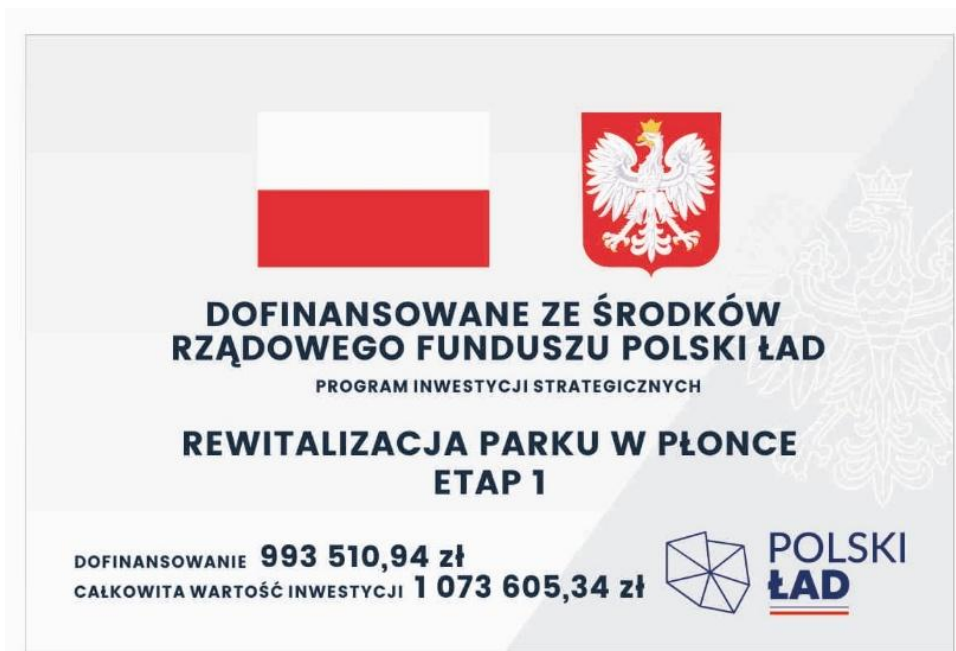 DOFINANSOWANE ZE ŚRODKÓW
RZĄDOWEGO FUNDUSZU POLSKI ŁAD
PROGRAM INWESTYCJI STRATEGICZNYCH
REWITALIZACJA PARKU W PŁONCE
ETAP 1
DOFINANSOWANIE 993 510,94 zł
CAŁKOWITA WARTOŚĆ INWESTYCJI 1 073 605,34 zł
POLSKI
ŁAD